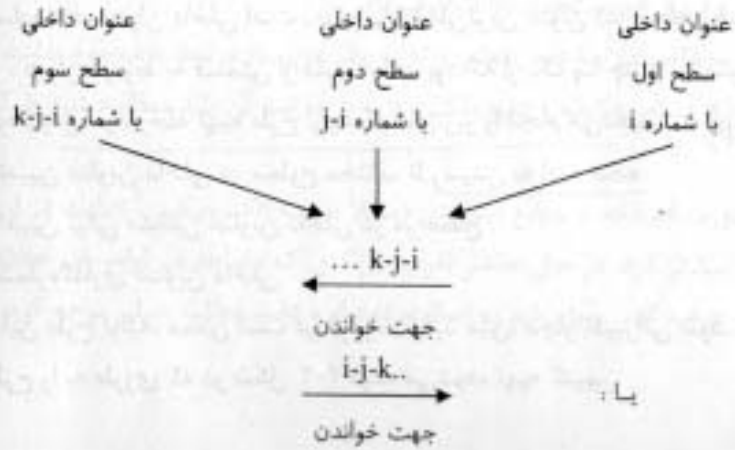 عنوان داخلی عنوان داخلی عنوان داخلی
سطح اول سطح دوم سطح سوم
با شماره i با شماره j-i با شماره k-j-i
... k-j-i
جهت خواندن
i-j-k..
یا :
جهت خواندن